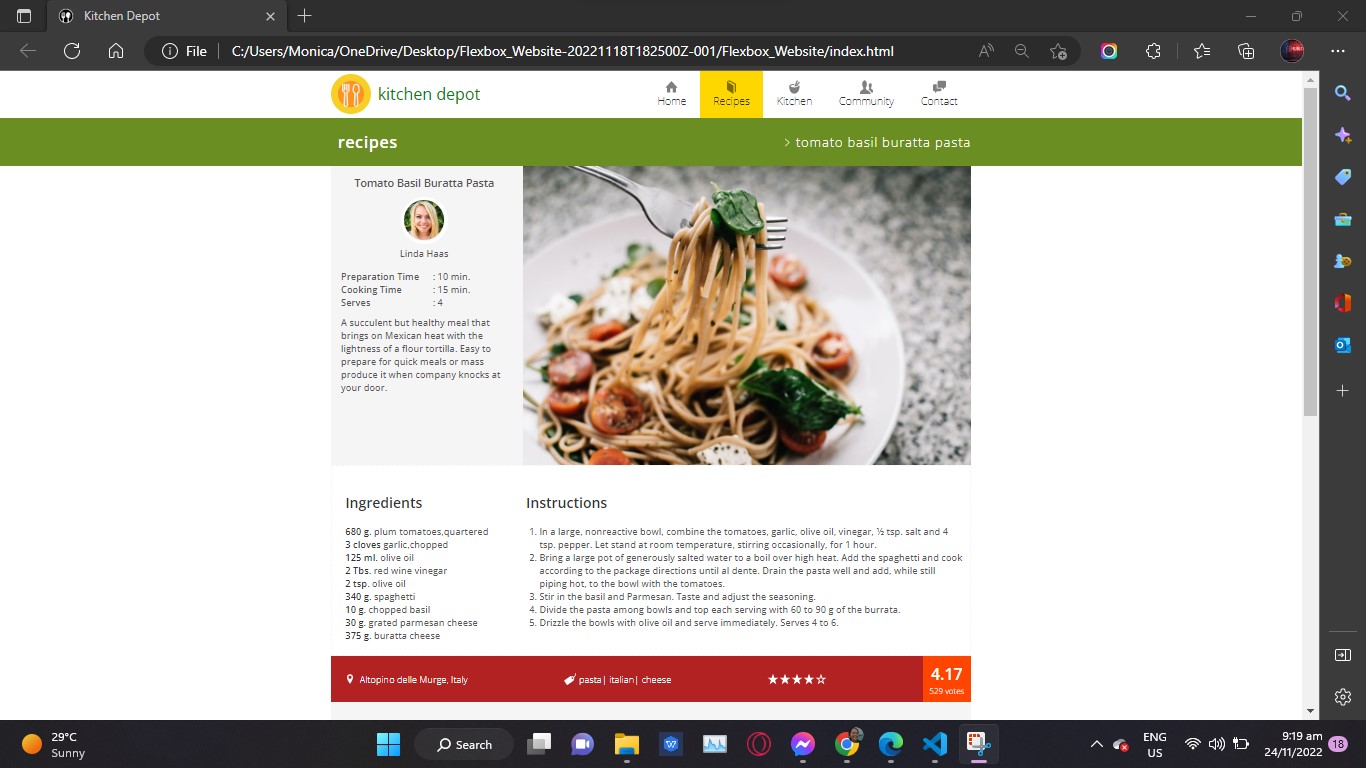 Kitchen Depot
File
C:/Users/Monica/OneDrive/Desktop/Flexbox_Website-20221118T182500Z-001/Flexbox_Website/index.html
kitchen depot
Home
Recipes
Kitchen
Community
Contact
recipes
> tomato basil buratta pasta
Tomato Basil Buratta Pasta
Linda Haas
Preparation Time : 10 min.
Cooking Time : 15 min.
Serves : 4
A succulent but healthy meal that
brings on Mexican heat with the
lightness of a flour tortilla. Easy to
prepare for quick meals or mass
produce it when company knocks at
your door.
Ingredients
680 g. plum tomatoes,quartered
3 cloves garlic,chopped
125 ml. olive oil
2 Tbs. red wine vinegar
2 tsp. olive oil
340 g. spaghetti
10 g. chopped basil
30 g. grated parmesan cheese
375 g. buratta cheese
Instructions
1. In a large, nonreactive bowl, combine the tomatoes, garlic, olive oil, vinegar, ½ tsp. salt and 4
tsp. pepper. Let stand at room temperature, stirring occasionally, for 1 hour.
2. Bring a large pot of generously salted water to a boil over high heat. Add the spaghetti and cook
according to the package directions until al dente. Drain the pasta well and add, while still
piping hot, to the bowl with the tomatoes.
3. Stir in the basil and Parmesan. Taste and adjust the seasoning.
4. Divide the pasta among bowls and top each serving with 60 to 90 g of the burrata.
5. Drizzle the bowls with olive oil and serve immediately. Serves 4 to 6.
Altopino delle Murge, Italy
pasta| italian| cheese
★★★★☆
4.17
529 votes
29°C
Sunny
Search
ENG
US
9:19 am
24/11/2022
18